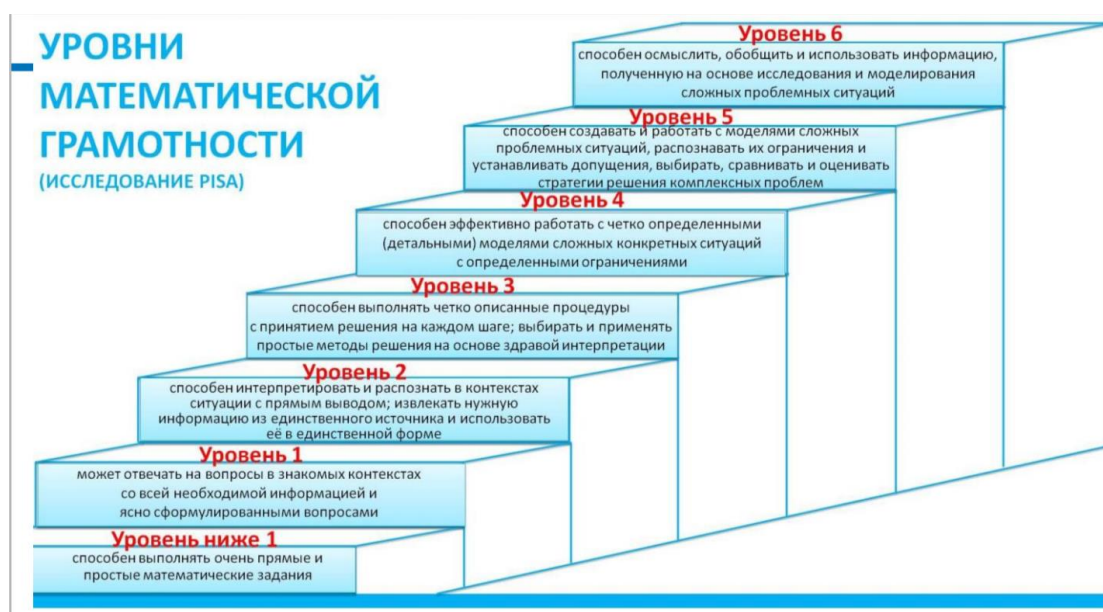 УРОВНИ
МАТЕМАТИЧЕСКОЙ
ГРАМОТНОСТИ
(ИССЛЕДОВАНИЕ PISA)
Уровень 6
способен осмыслить, обобщить и использовать информацию,
полученную на основе исследования и моделирования
сложных проблемных ситуаций
Уровень 5
способен создавать и работать с моделями сложных
проблемных ситуаций, распознавать их ограничения и
устанавливать допущения, выбирать, сравнивать и оценивать
стратегии решения комплексных проблем
Уровень 4
способен эффективно работать с четко определенными
(детальными) моделями сложных конкретных ситуаций
с определенными ограничениями
Уровень 3
способен выполнять четко описанные процедуры
с принятием решения на каждом шаге; выбирать и применять
простые методы решения на основе здравой интерпретации
Уровень 2
способен интерпретировать и распознать в контекстах
ситуации с прямым выводом; извлекать нужную
информацию из единственного источника и использовать
её в единственной форме
Уровень 1
может отвечать на вопросы в знакомых контекстах
со всей необходимой информацией и
ясно сформулированными вопросами
Уровень ниже 1
способен выполнять очень прямые и
простые математические задания